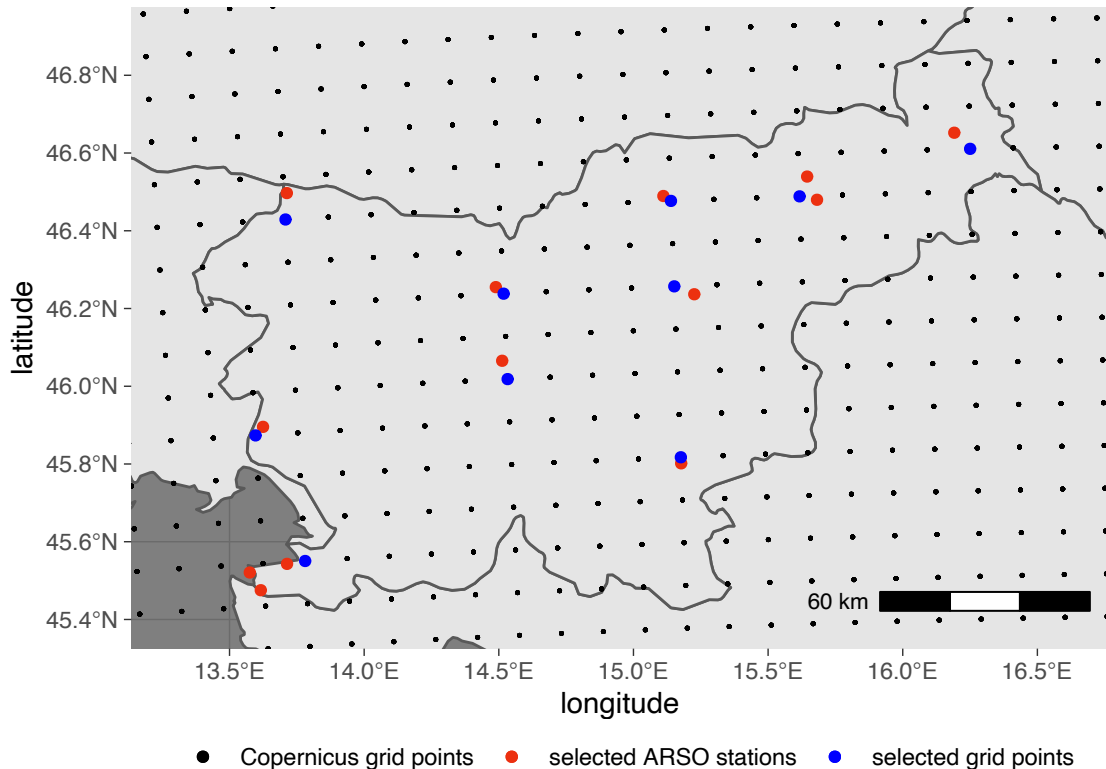 46.8°N
46.6°N
46.4°N
46.2°N
46.0°N
45.8°N
45.6°N
45.4°N
latitude
60 km
13.5°E 14.0°E 14.5°E 15.0°E 15.5°E 16.0°E 16.5°E
longitude
Copernicus grid points selected ARSO stations selected grid points